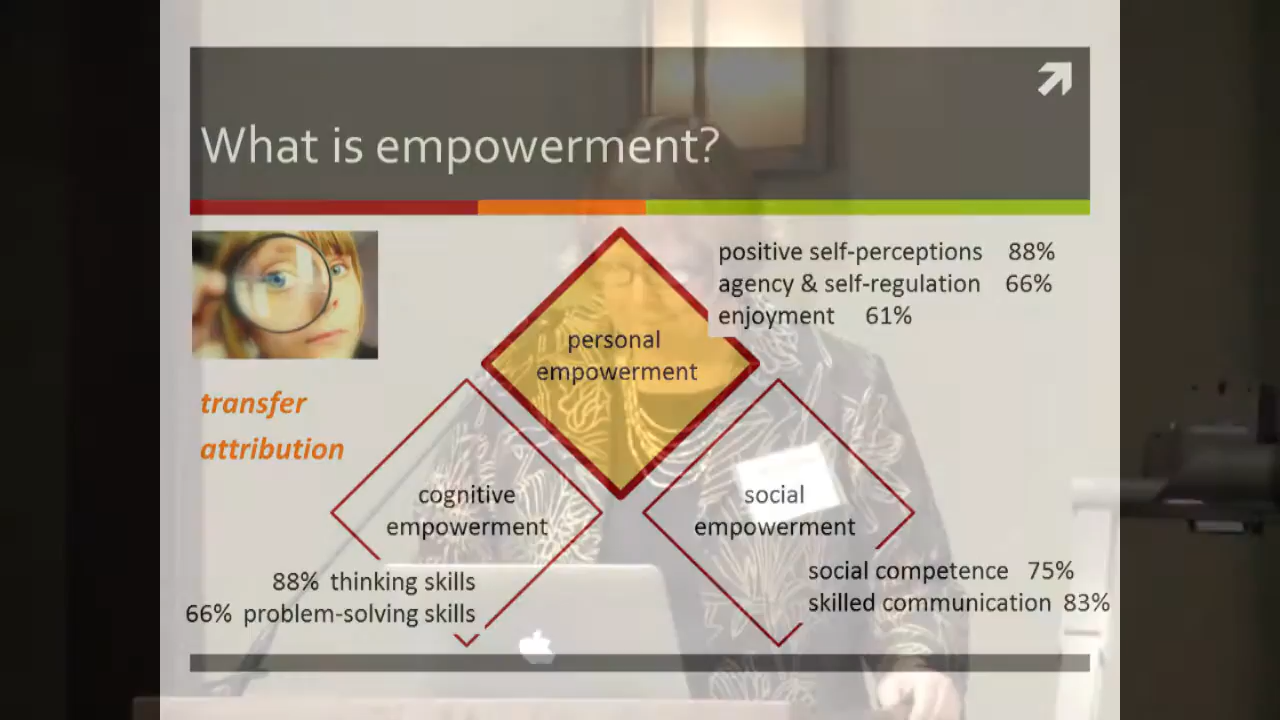 What is empowerment?
positive self-perceptions 88%
agency & self-regulation 66%
enjoyment 61%
personal
empowerment
transfer
attribution
cognitive
empowerment
social
empowerment
88% thinking skills
66% problem-solving skills
social competence 75%
skilled communication 83%